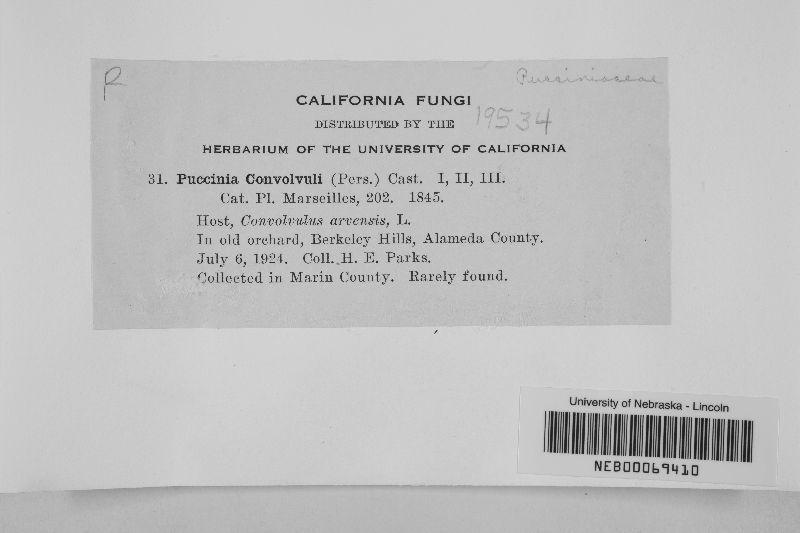 R
Pucciniaceae
CALIFORNIA FUNGI
DISTRIBUTED BY THE
19534
HERBARIUM OF THE UNIVERSITY OF CALIFORNIA
31. Puccinia Convolvuli (Pers.) Cast. I, II, III.
Cat. Pl. Marseilles, 202. 1845.
Host, Convolvulus arvensis, L.
In old orchard, Berkeley Hills, Alameda County.
July 6, 1924. Coll. H. E. Parks.
Collected in Marin County. Rarely found.
University of Nebraska - Lincoln
NEB00069410